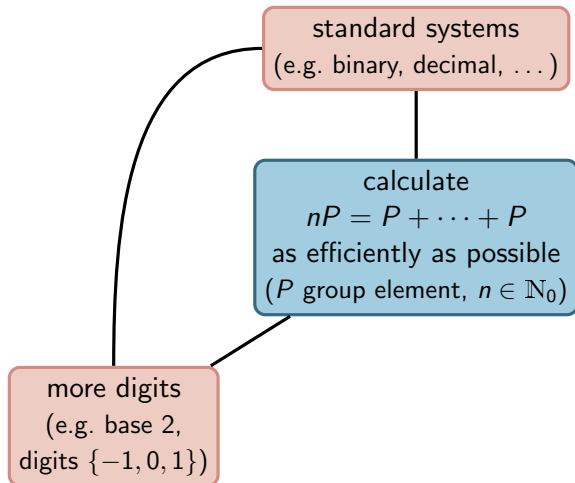 standard systems
(e.g. binary, decimal, . . . )
calculate
nP = P + · · · + P
as efficiently as possible
(P group element, n ∈ ℕ₀)
more digits
(e.g. base 2,
digits {−1, 0, 1})